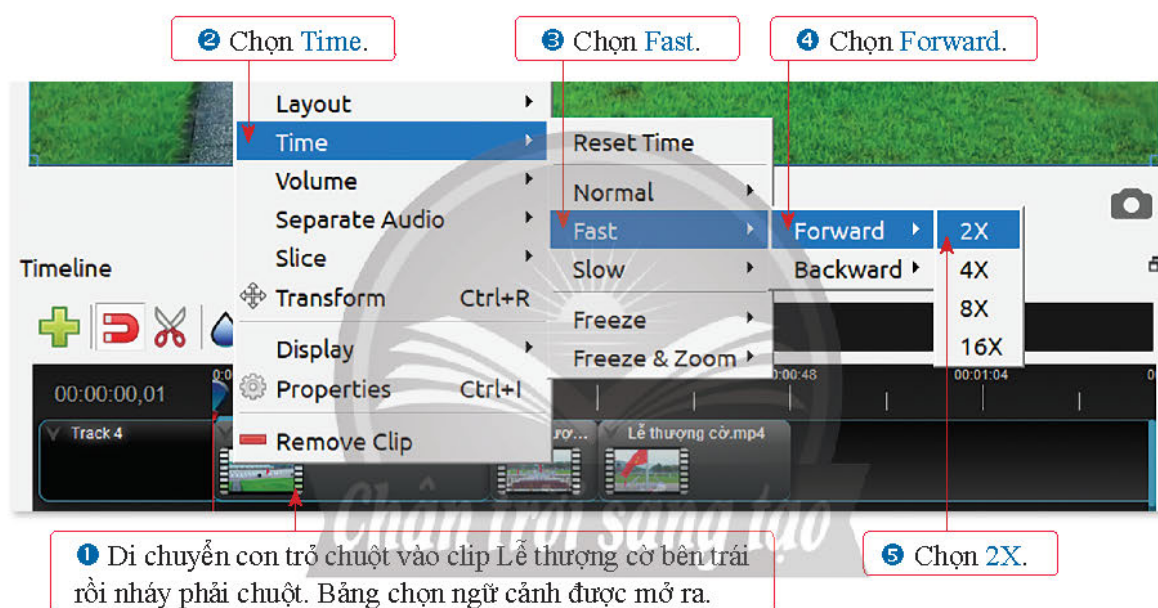 ❷ Chọn Time.
❸ Chọn Fast.
❹ Chọn Forward.
Layout
Time
Volume
Separate Audio
Slice
Transform Ctrl+R
Display
Properties Ctrl+I
Remove Clip
Reset Time
Normal
Fast
Slow
Freeze
Freeze & Zoom
Forward
Backward
2X
4X
8X
16X
Timeline
00:00:00,01
0:00:48
00:01:04
Track 4
Lễ thượng cờ.mp4
Chân trời sáng tạo
❶ Di chuyển con trỏ chuột vào clip Lễ thượng cờ bên trái
rồi nháy phải chuột. Bảng chọn ngữ cảnh được mở ra.
❺ Chọn 2X.